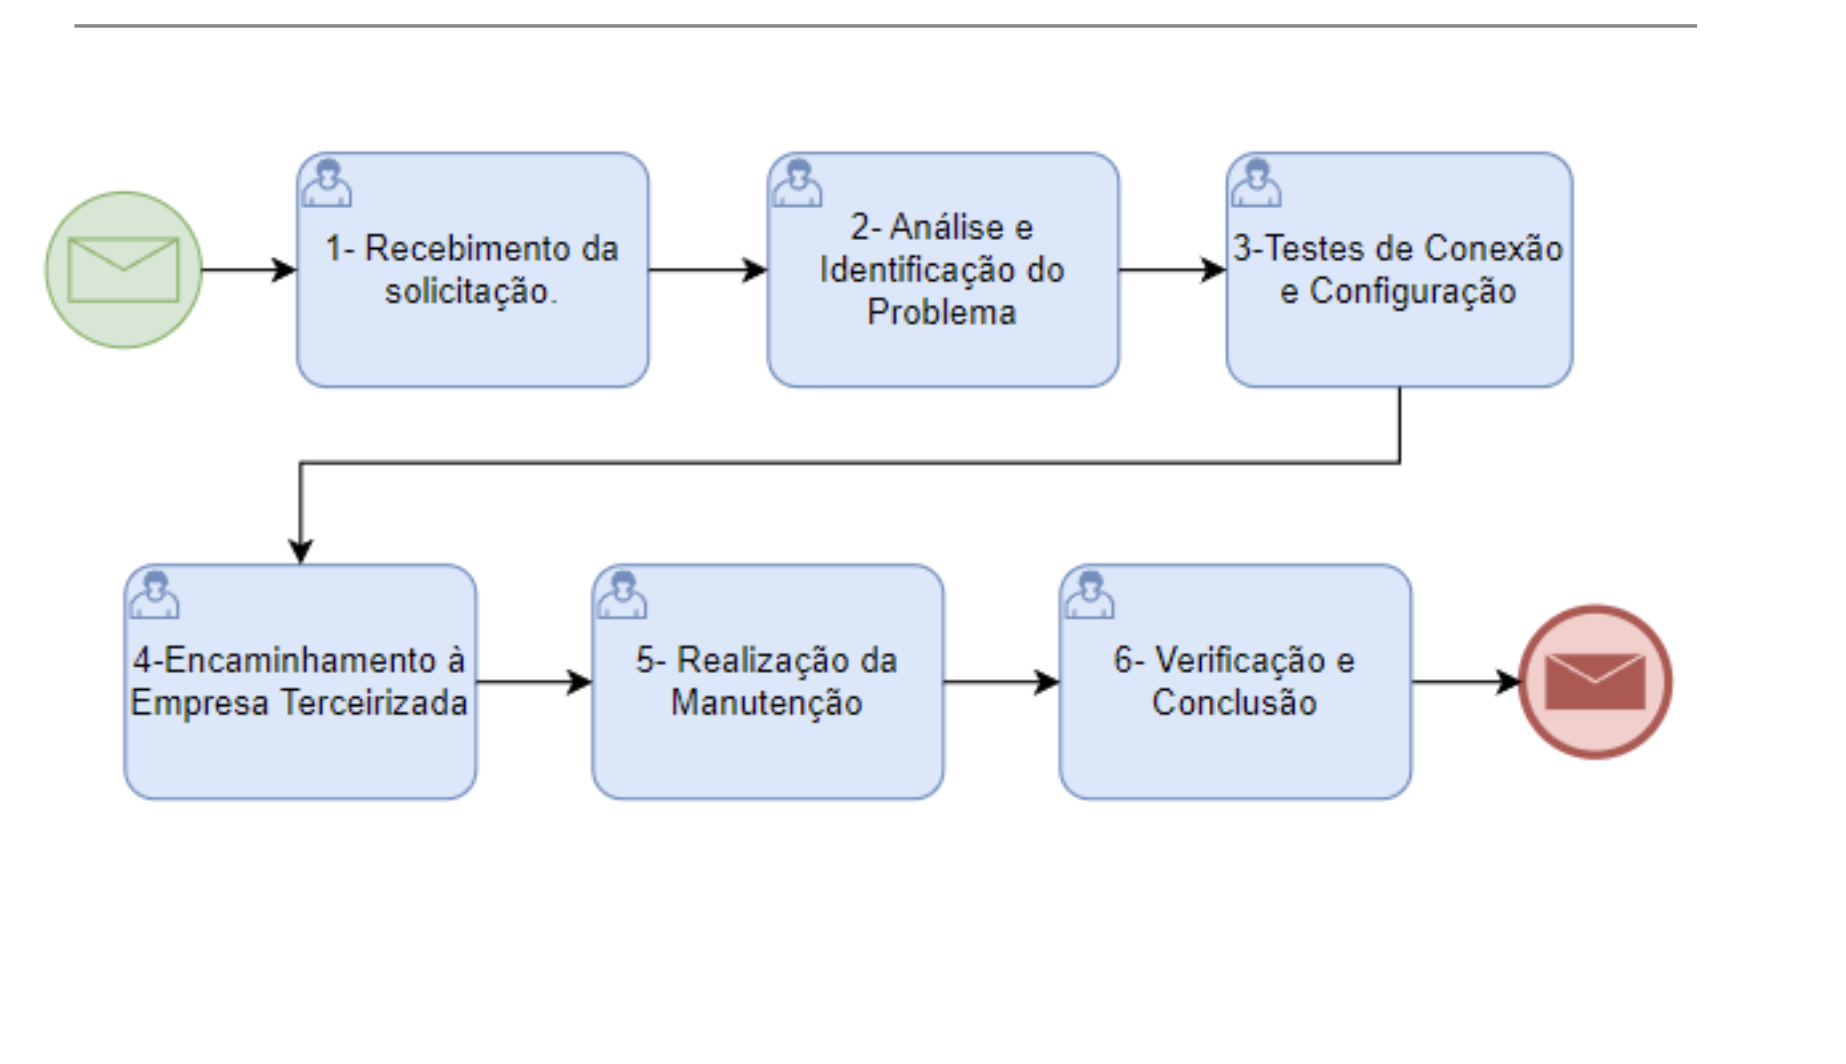 1- Recebimento da
solicitação.
2- Análise e
Identificação do
Problema
3-Testes de Conexão
e Configuração
4-Encaminhamento à
Empresa Terceirizada
5- Realização da
Manutenção
6- Verificação e
Conclusão